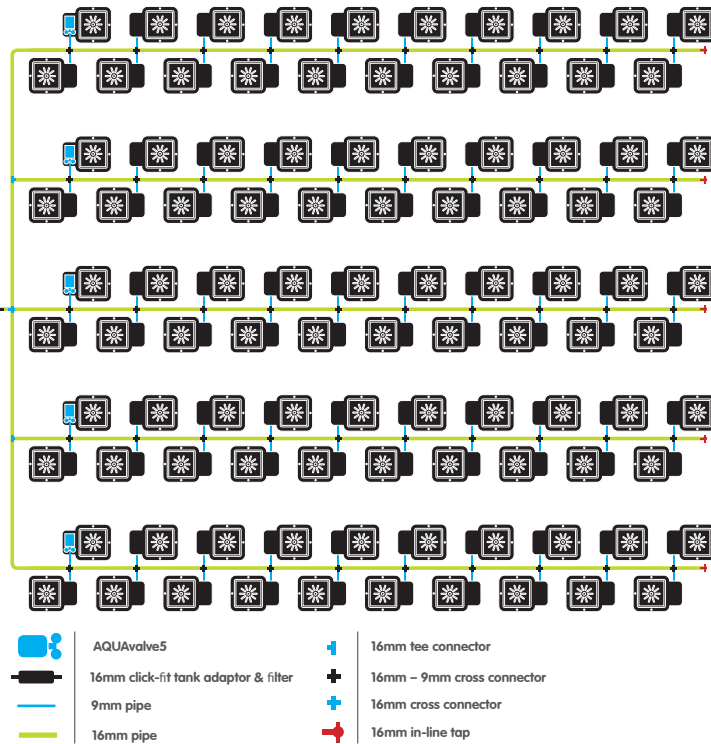 AQUAvalve5
16mm tee connector
16mm click-fit tank adaptor & filter
16mm – 9mm cross connector
9mm pipe
16mm cross connector
16mm pipe
16mm in-line tap